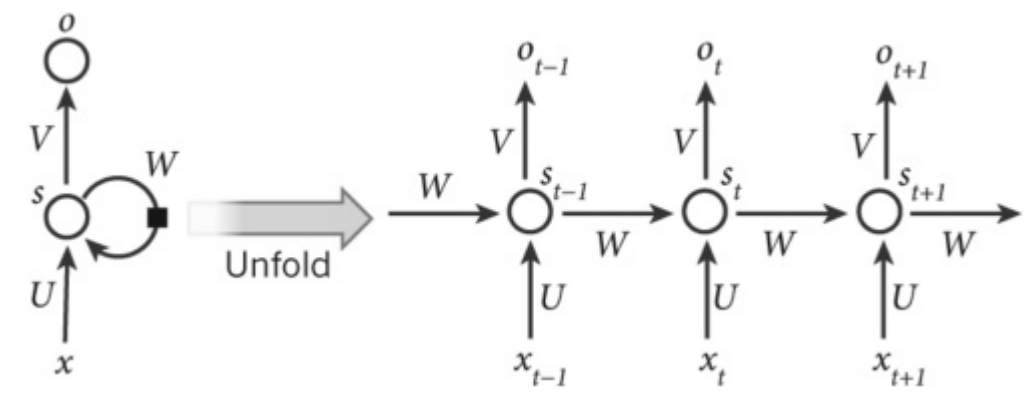 o
V
W
s
U
x
Unfold
o_{t-1} o_t o_{t+1}
V V V
W s_{t-1} s_t s_{t+1}
W W W
U U U
x_{t-1} x_t x_{t+1}